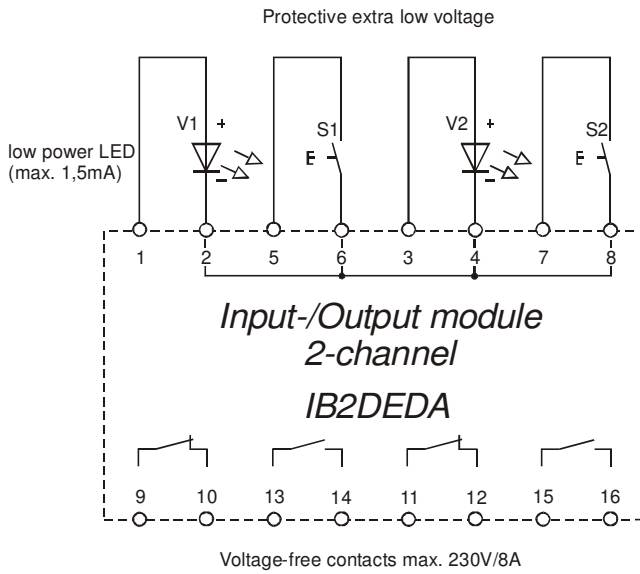 Protective extra low voltage
V1 +
S1
V2 +
S2
low power LED
(max. 1,5mA)
E
E
–
–
1 2 5 6 3 4 7 8
Input-/Output module
2-channel
IB2DEDA
9 10 13 14 11 12 15 16
Voltage-free contacts max. 230V/8A